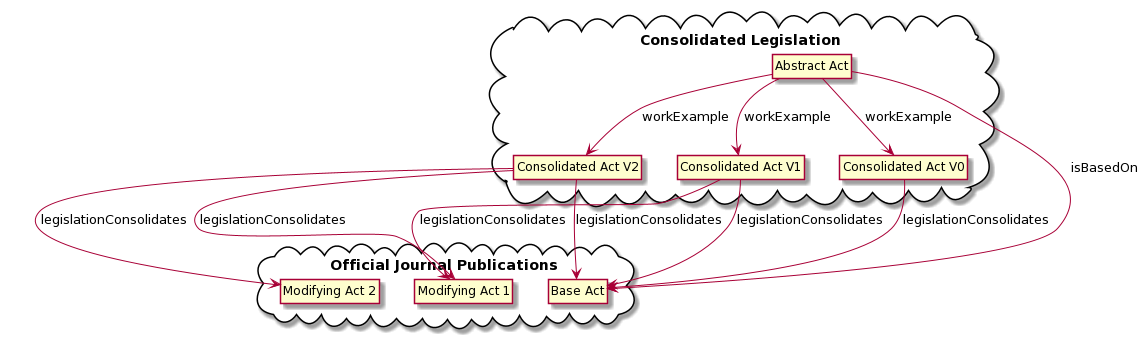 Consolidated Legislation
Abstract Act
workExample
workExample
workExample
isBasedOn
Consolidated Act V2
Consolidated Act V1
Consolidated Act V0
legislationConsolidates
legislationConsolidates
legislationConsolidates
legislationConsolidates
legislationConsolidates
legislationConsolidates
Official Journal Publications
Modifying Act 2
Modifying Act 1
Base Act